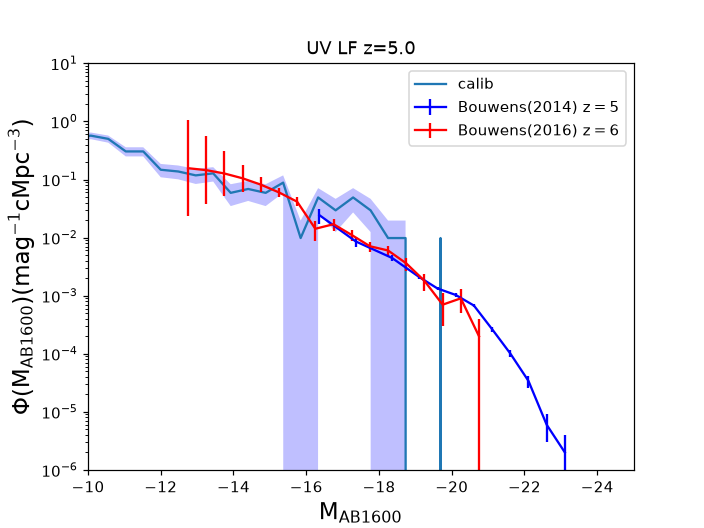 UV LF z=5.0
calib
Bouwens(2014) z = 5
Bouwens(2016) z = 6
Φ(M_AB1600)(mag⁻¹cMpc⁻³)
10¹
10⁰
10⁻¹
10⁻²
10⁻³
10⁻⁴
10⁻⁵
10⁻⁶
−10 −12 −14 −16 −18 −20 −22 −24
M_AB1600